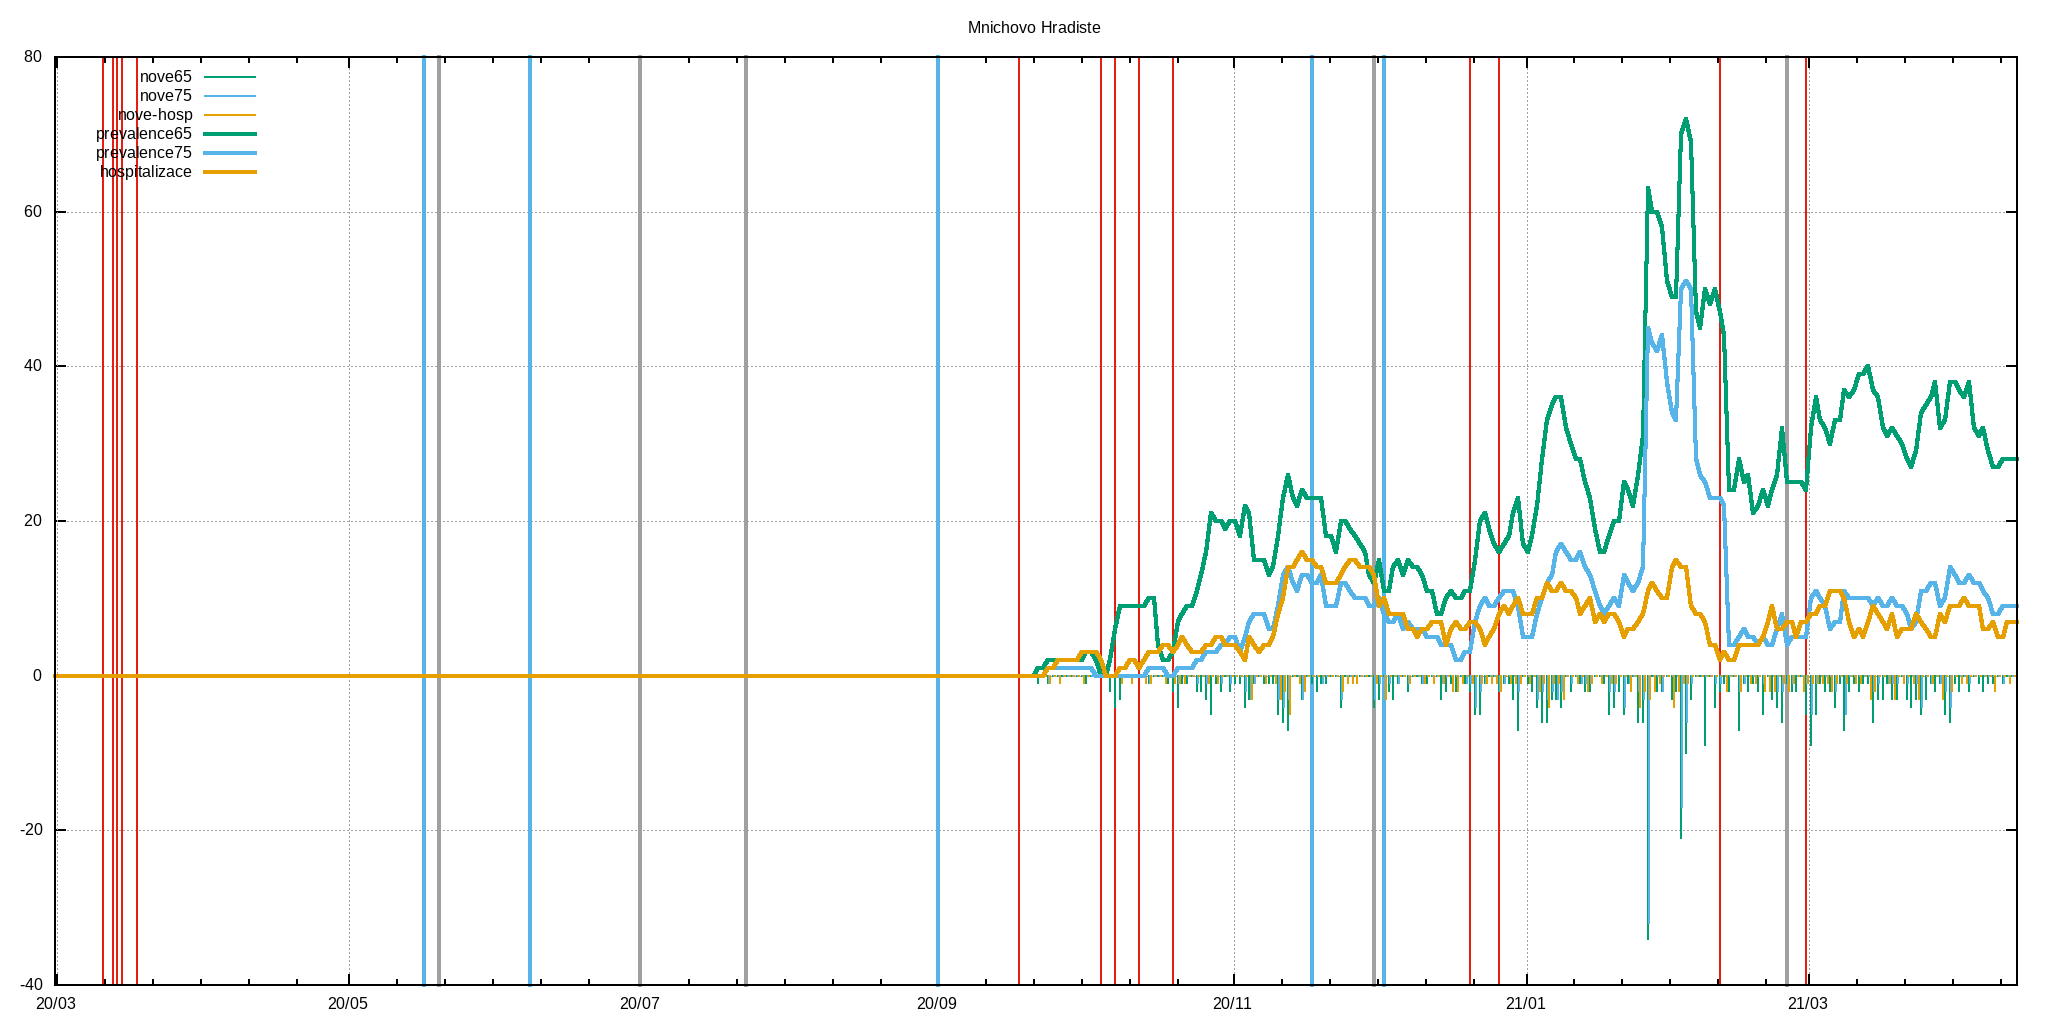 Mnichovo Hradiste
80
60
40
20
0
-20
-40
nove65
nove75
nove-hosp
prevalence65
prevalence75
hospitalizace
20/03 20/05 20/07 20/09 20/11 21/01 21/03